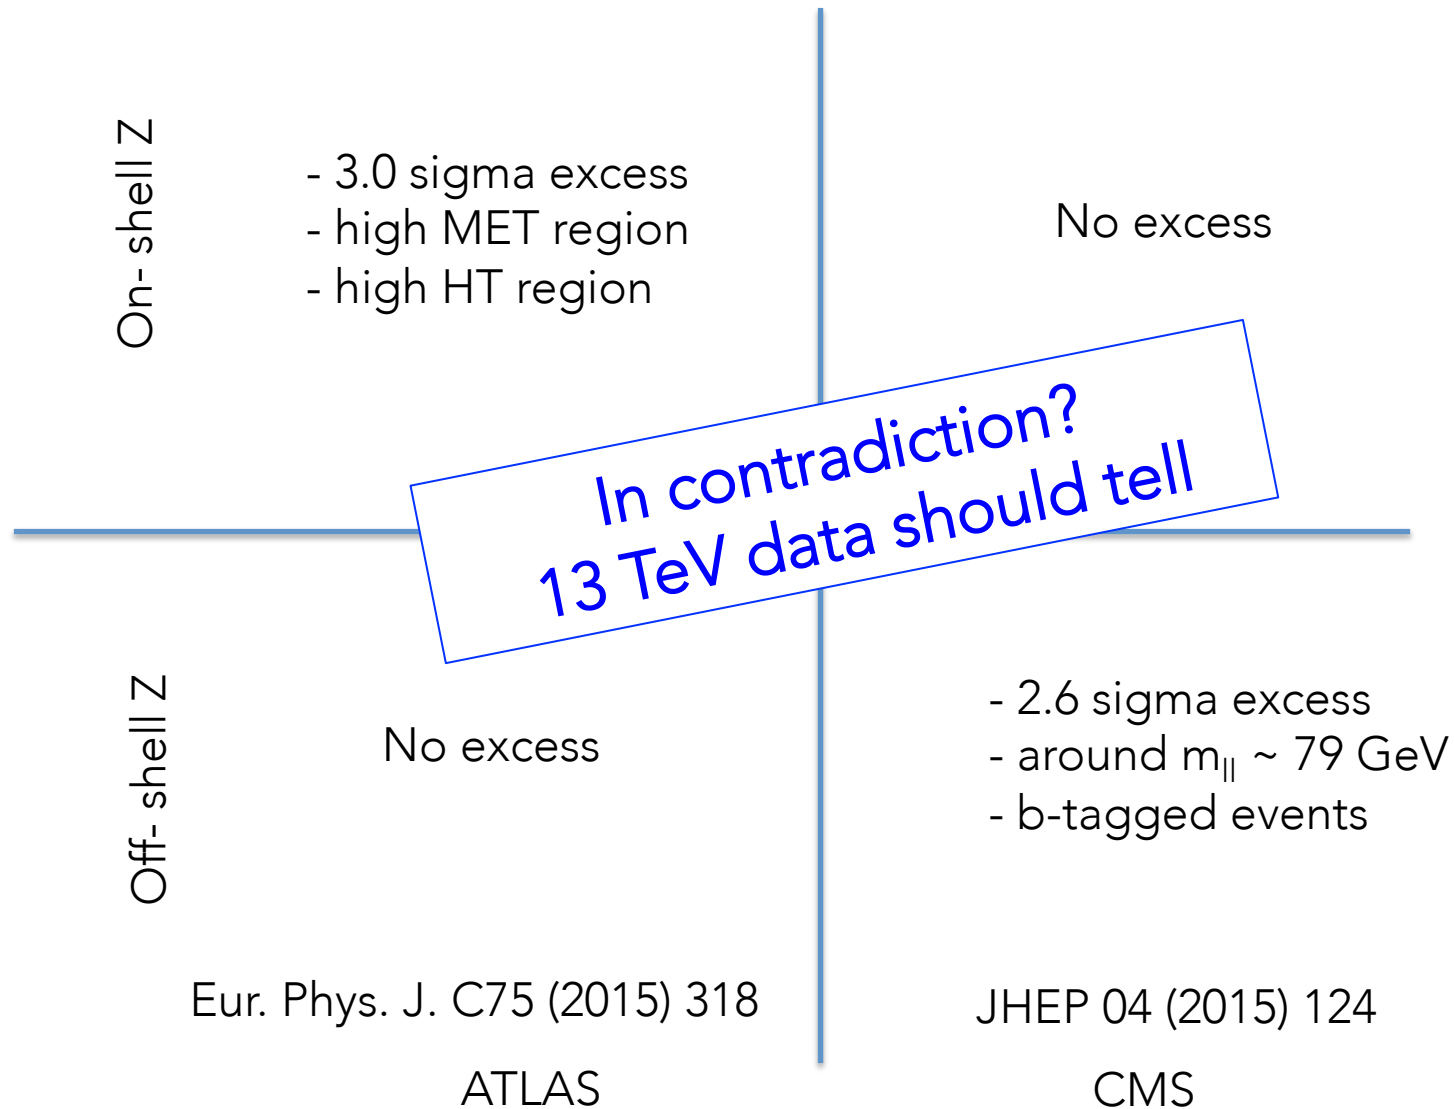 On- shell Z
- 3.0 sigma excess
- high MET region
- high HT region
No excess
In contradiction?
13 TeV data should tell
Off- shell Z
No excess
- 2.6 sigma excess
- around m_ll ~ 79 GeV
- b-tagged events
Eur. Phys. J. C75 (2015) 318
JHEP 04 (2015) 124
ATLAS
CMS